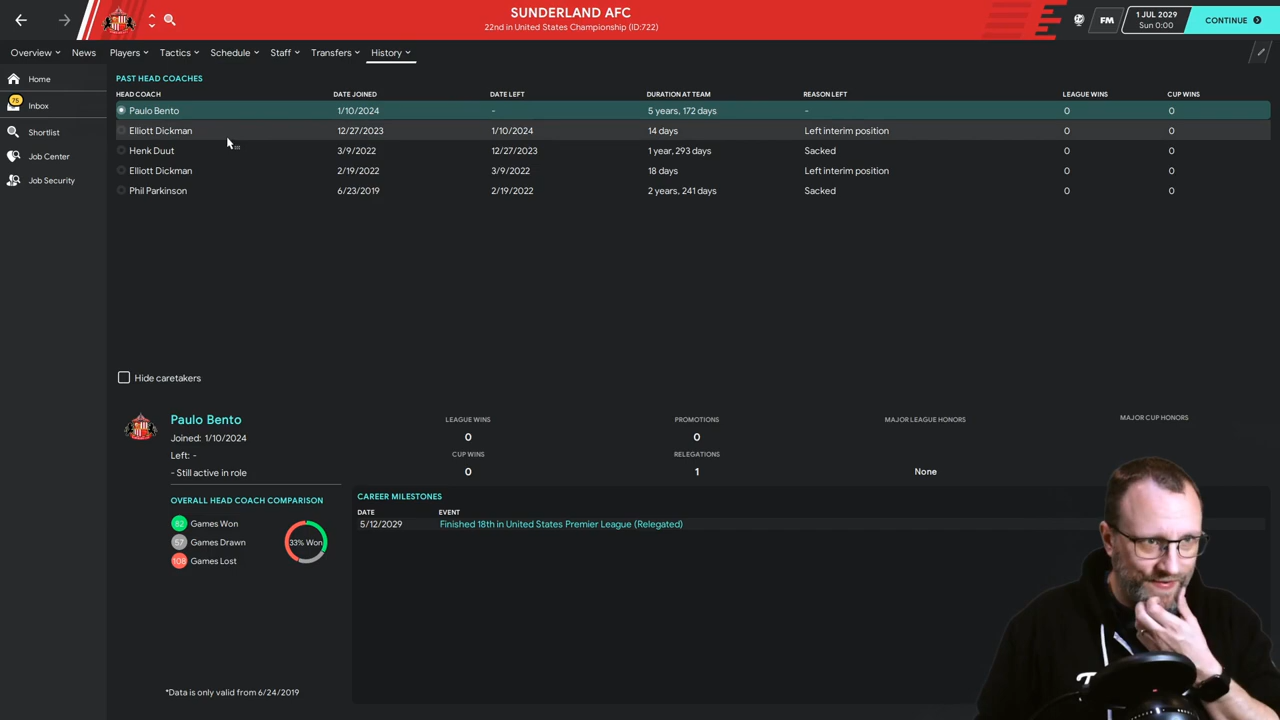 SUNDERLAND AFC
22nd in United States Championship (ID:722)
FM
1 JUL 2029
Sun 0:00
CONTINUE
Overview
News
Players
Tactics
Schedule
Staff
Transfers
History
Home
75
Inbox
Shortlist
Job Center
Job Security
PAST HEAD COACHES
HEAD COACH DATE JOINED DATE LEFT DURATION AT TEAM REASON LEFT LEAGUE WINS CUP WINS
Paulo Bento 1/10/2024 - 5 years, 172 days - 0 0
Elliott Dickman 12/27/2023 1/10/2024 14 days Left interim position 0 0
Henk Duut 3/9/2022 12/27/2023 1 year, 293 days Sacked 0 0
Elliott Dickman 2/19/2022 3/9/2022 18 days Left interim position 0 0
Phil Parkinson 6/23/2019 2/19/2022 2 years, 241 days Sacked 0 0
Hide caretakers
Paulo Bento
Joined: 1/10/2024
Left: -
- Still active in role
LEAGUE WINS PROMOTIONS MAJOR LEAGUE HONORS MAJOR CUP HONORS
0 0
CUP WINS RELEGATIONS
0 1 None
OVERALL HEAD COACH COMPARISON
82 Games Won
57 Games Drawn
108 Games Lost
33% Won
CAREER MILESTONES
DATE EVENT
5/12/2029 Finished 18th in United States Premier League (Relegated)
*Data is only valid from 6/24/2019